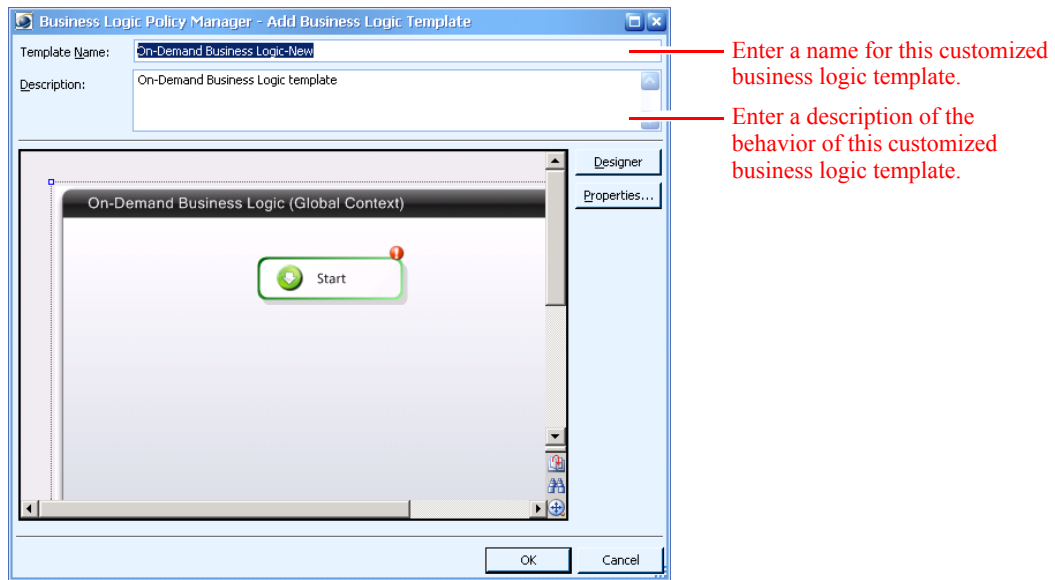 Business Logic Policy Manager - Add Business Logic Template
Template Name:
On-Demand Business Logic-New
Enter a name for this customized
business logic template.
Description:
On-Demand Business Logic template
Enter a description of the
behavior of this customized
business logic template.
Designer
Properties...
On-Demand Business Logic (Global Context)
Start
OK
Cancel